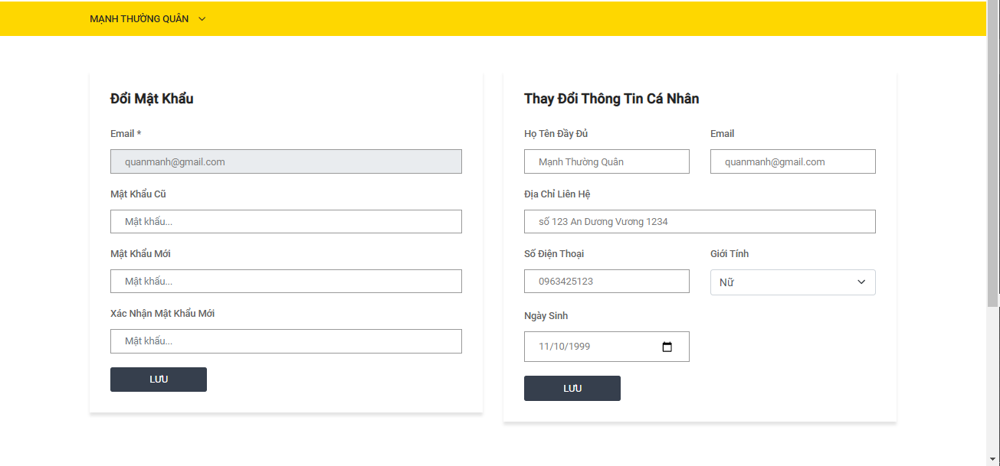 MẠNH THƯỜNG QUÂN
Đổi Mật Khẩu
Email *
quanmanh@gmail.com
Mật Khẩu Cũ
Mật khẩu...
Mật Khẩu Mới
Mật khẩu...
Xác Nhận Mật Khẩu Mới
Mật khẩu...
LƯU
Thay Đổi Thông Tin Cá Nhân
Họ Tên Đầy Đủ
Mạnh Thường Quân
Email
quanmanh@gmail.com
Địa Chỉ Liên Hệ
số 123 An Dương Vương 1234
Số Điện Thoại
0963425123
Giới Tính
Nữ
Ngày Sinh
11/10/1999
LƯU